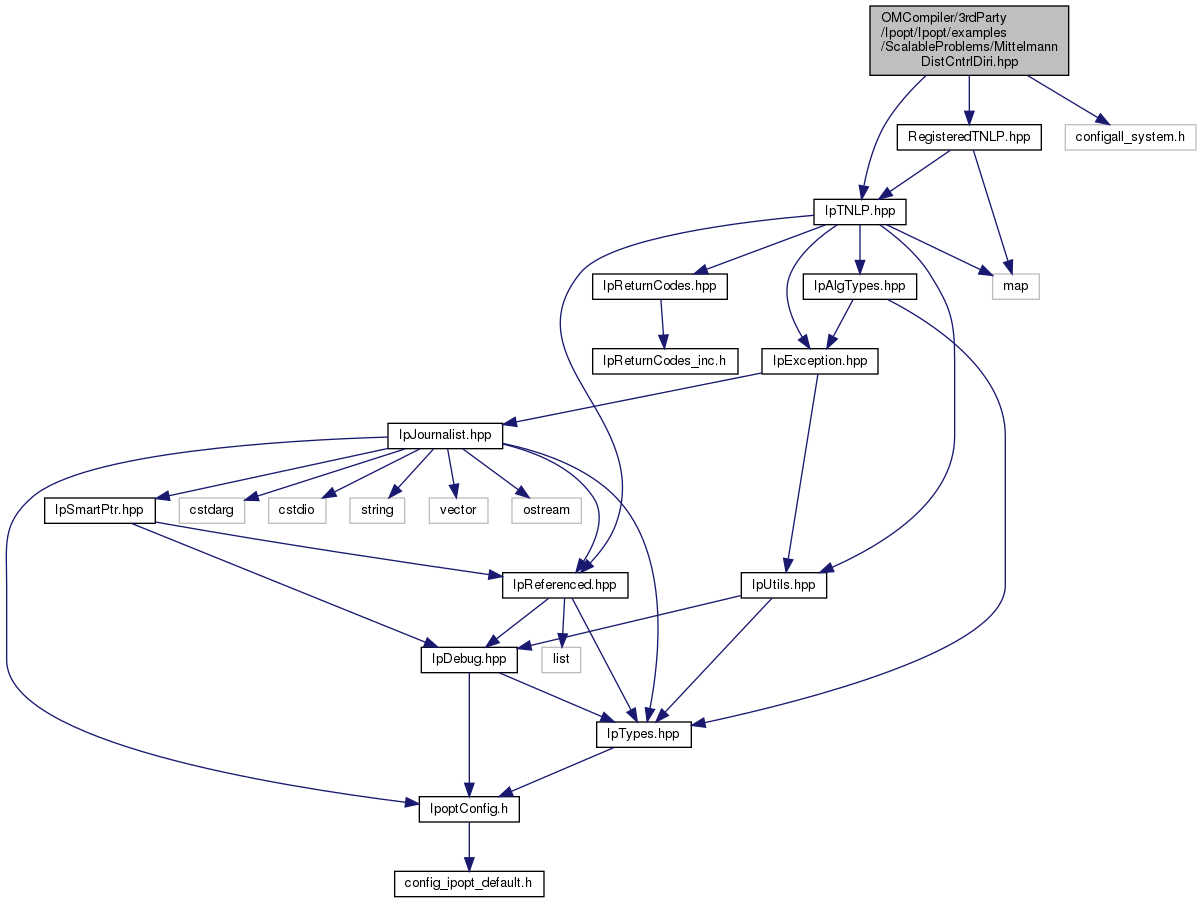 OMCompiler/3rdParty
/Ipopt/Ipopt/examples
/ScalableProblems/Mittelmann
DistCntrlDiri.hpp
RegisteredTNLP.hpp
configall_system.h
IpTNLP.hpp
IpReturnCodes.hpp
IpAlgTypes.hpp
map
IpReturnCodes_inc.h
IpException.hpp
IpJournalist.hpp
IpSmartPtr.hpp
cstdarg
cstdio
string
vector
ostream
IpReferenced.hpp
IpUtils.hpp
IpDebug.hpp
list
IpTypes.hpp
IpoptConfig.h
config_ipopt_default.h